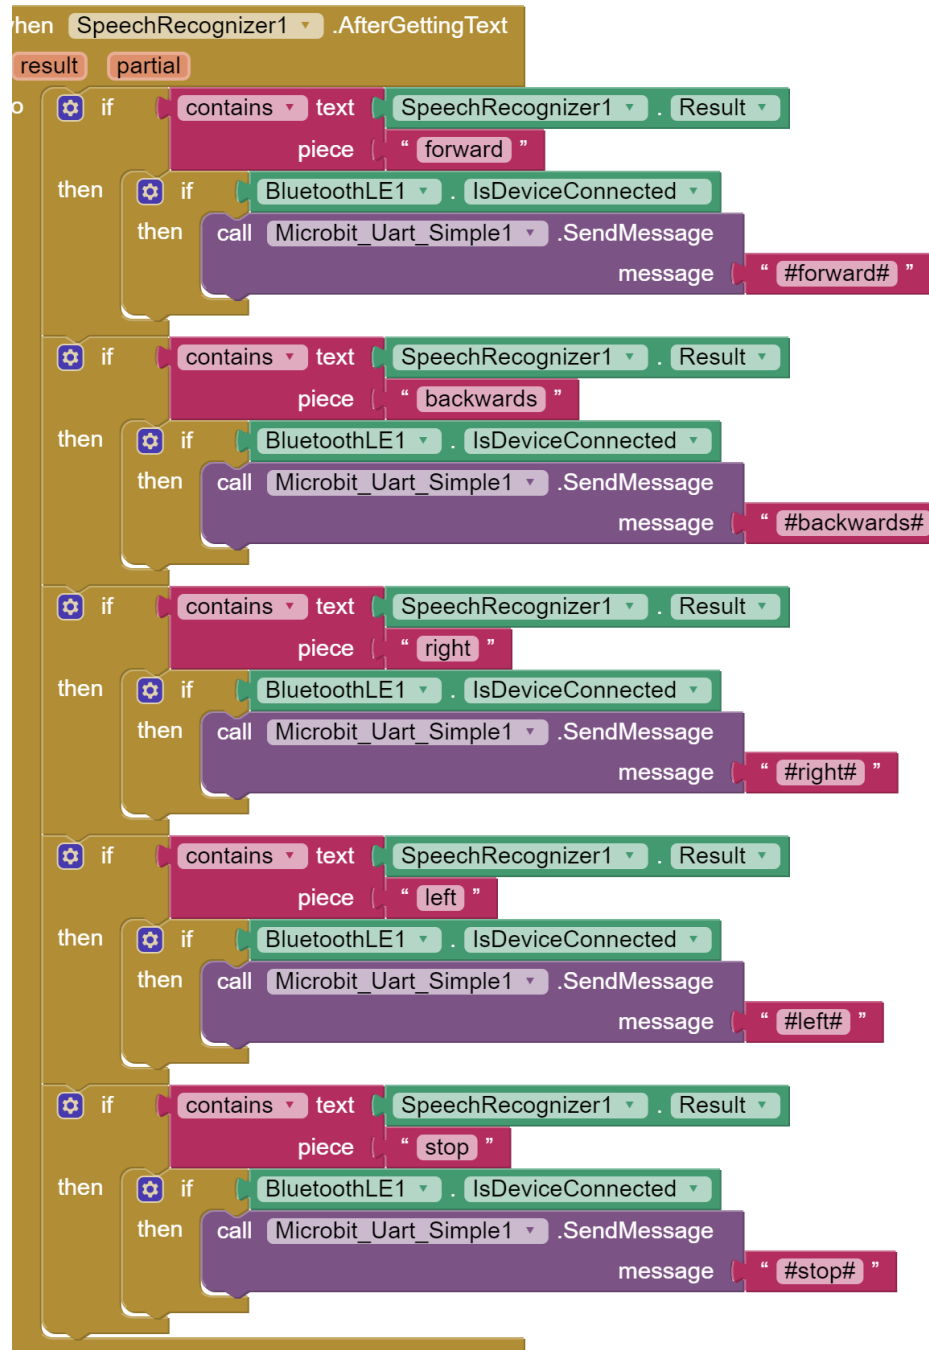 when SpeechRecognizer1 .AfterGettingText
result partial
do if contains text SpeechRecognizer1 . Result
piece " forward "
then if BluetoothLE1 . IsDeviceConnected
then call Microbit_Uart_Simple1 .SendMessage
message " #forward# "
if contains text SpeechRecognizer1 . Result
piece " backwards "
then if BluetoothLE1 . IsDeviceConnected
then call Microbit_Uart_Simple1 .SendMessage
message " #backwards#
if contains text SpeechRecognizer1 . Result
piece " right "
then if BluetoothLE1 . IsDeviceConnected
then call Microbit_Uart_Simple1 .SendMessage
message " #right# "
if contains text SpeechRecognizer1 . Result
piece " left "
then if BluetoothLE1 . IsDeviceConnected
then call Microbit_Uart_Simple1 .SendMessage
message " #left# "
if contains text SpeechRecognizer1 . Result
piece " stop "
then if BluetoothLE1 . IsDeviceConnected
then call Microbit_Uart_Simple1 .SendMessage
message " #stop# "